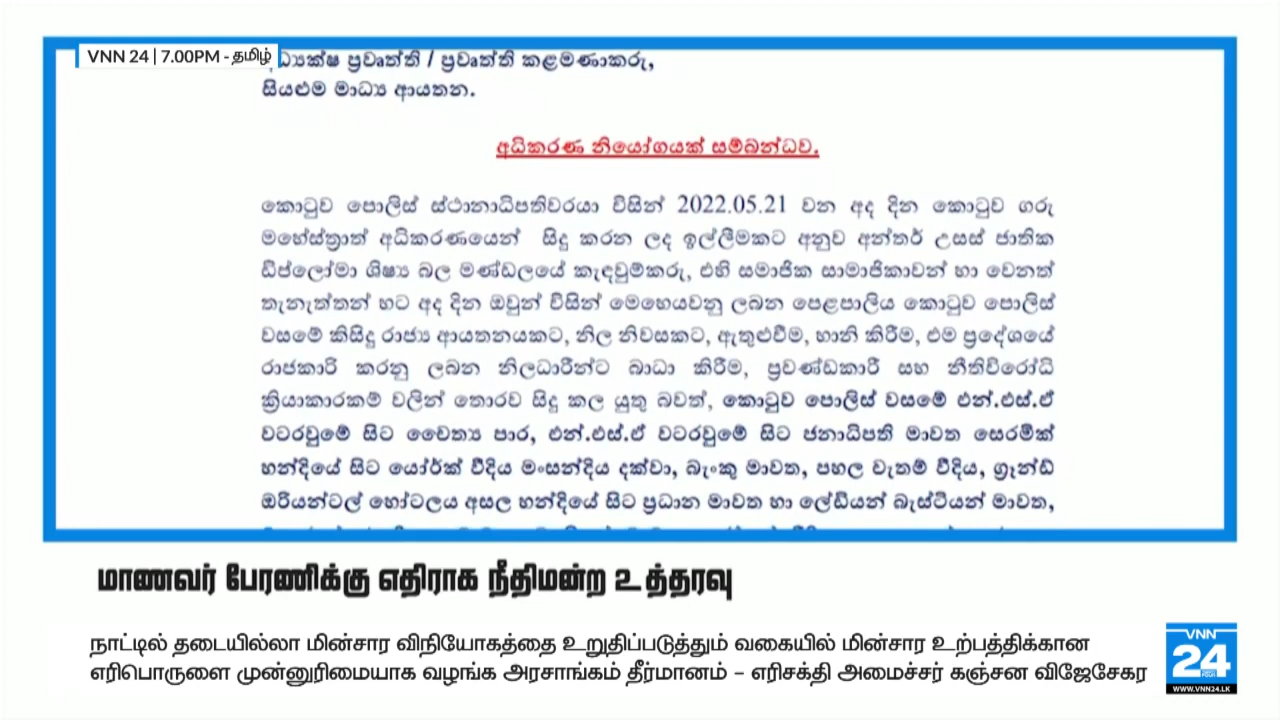 VNN 24 | 7.00PM - தமிழ்
ප්‍රවෘත්ති / ප්‍රවෘත්ති කළමණාකරු,
සියළුම මාධ්‍ය ආයතන.
අධිකරණ නියෝගයක් සම්බන්ධව.
කොටුව පොලිස් ස්ථානාධිපතිවරයා විසින් 2022.05.21 වන අද දින කොටුව ගරු
මහේස්ත්‍රාත් අධිකරණයෙන් සිදු කරන ලද ඉල්ලීමකට අනුව අන්තර් උසස් ජාතික
ඩිප්ලෝමා ශිෂ්‍ය බල මණ්ඩලයේ කැඳවුම්කරු, එහි සමාජික සාමාජිකාවන් හා වෙනත්
තැනැත්තන් හට අද දින ඔවුන් විසින් මෙහෙයවනු ලබන පෙළපාලිය කොටුව පොලිස්
වසමේ කිසිදු රාජ්‍ය ආයතනයකට, නිල නිවසකට, ඇතුළුවීම, හානි කිරීම, එම ප්‍රදේශයේ
රාජකාරි කරනු ලබන නිලධාරීන්ට බාධා කිරීම, ප්‍රචණ්ඩකාරී සහ නීතිවිරෝධි
ක්‍රියාකාරකම් වලින් තොරව සිදු කල යුතු බවත්, කොටුව පොලිස් වසමේ එන්.එස්.ඒ
වටරවුමේ සිට චෛත්‍ය පාර, එන්.එස්.ඒ වටරවුමේ සිට ජනාධිපති මාවත සෙරමික්
හන්දියේ සිට යෝර්ක් වීදිය මංසන්දිය දක්වා, බැංකු මාවත, පහල චැතම් වීදිය, ග්‍රෑන්ඩ්
ඔරියන්ටල් හෝටලය අසල හන්දියේ සිට ප්‍රධාන මාවත හා ලේඩියන් බැස්ටියන් මාවත,
மாணவர் பேரணிக்கு எதிராக நீதிமன்ற உத்தரவு
நாட்டில் தடையில்லா மின்சார விநியோகத்தை உறுதிப்படுத்தும் வகையில் மின்சார உற்பத்திக்கான
எரிபொருளை முன்னுரிமையாக வழங்க அரசாங்கம் தீர்மானம் – எரிசக்தி அமைச்சர் கஞ்சன விஜேசேகர
VNN
24
WWW.VNN24.LK